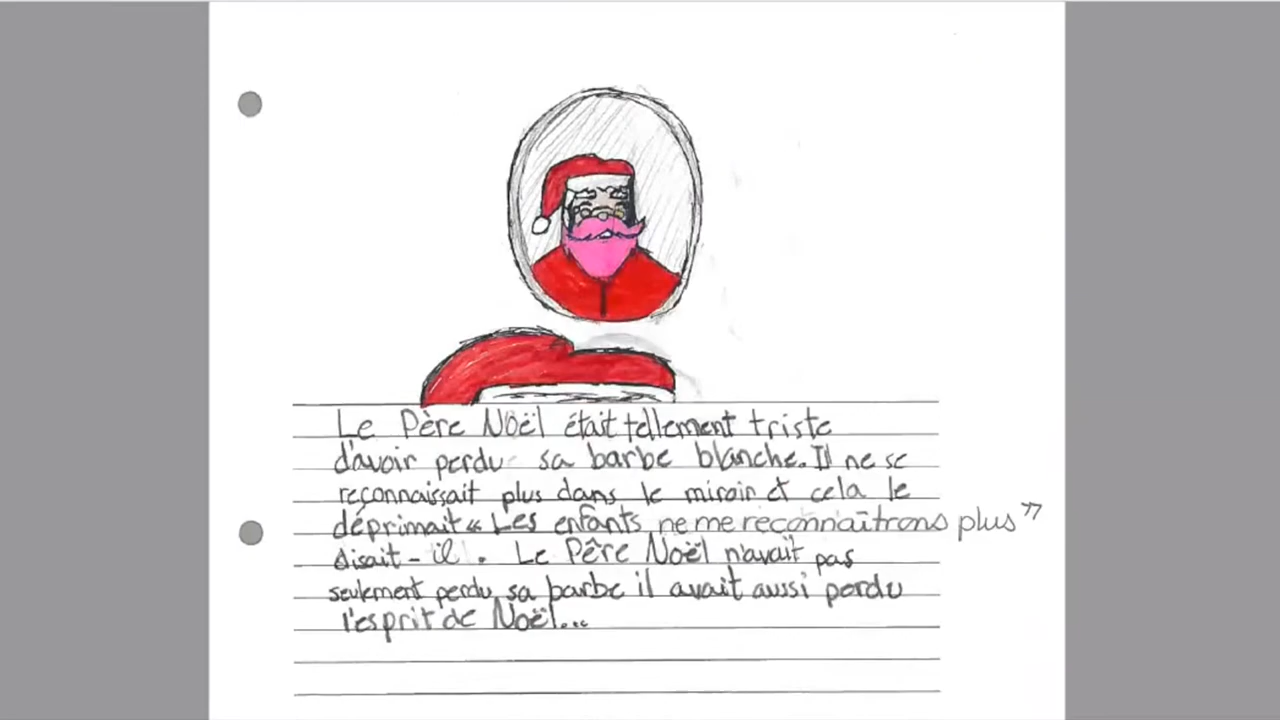 Le Père Noël était tellement triste
d'avoir perdu sa barbe blanche. Il ne se
reçonnaissait plus dans le miroir et cela le
déprimait « Les enfants ne me reconnaîtrons plus »
disait-il. Le Pêre Noël n'avait pas
seulement perdu sa barbe il avait aussi perdu
l'esprit de Noël...